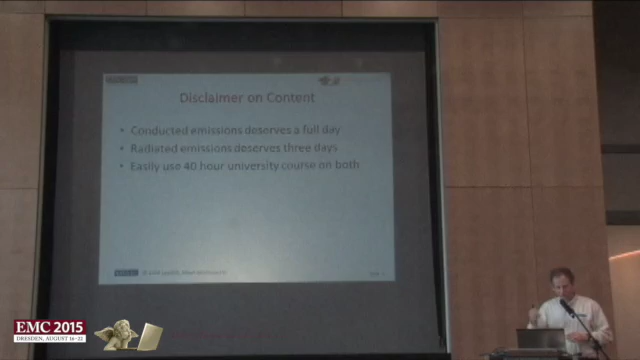 Disclaimer on Content
• Conducted emissions deserves a full day
• Radiated emissions deserves three days
• Easily use 40 hour university course on both
EMC 2015
DRESDEN, AUGUST 16-22